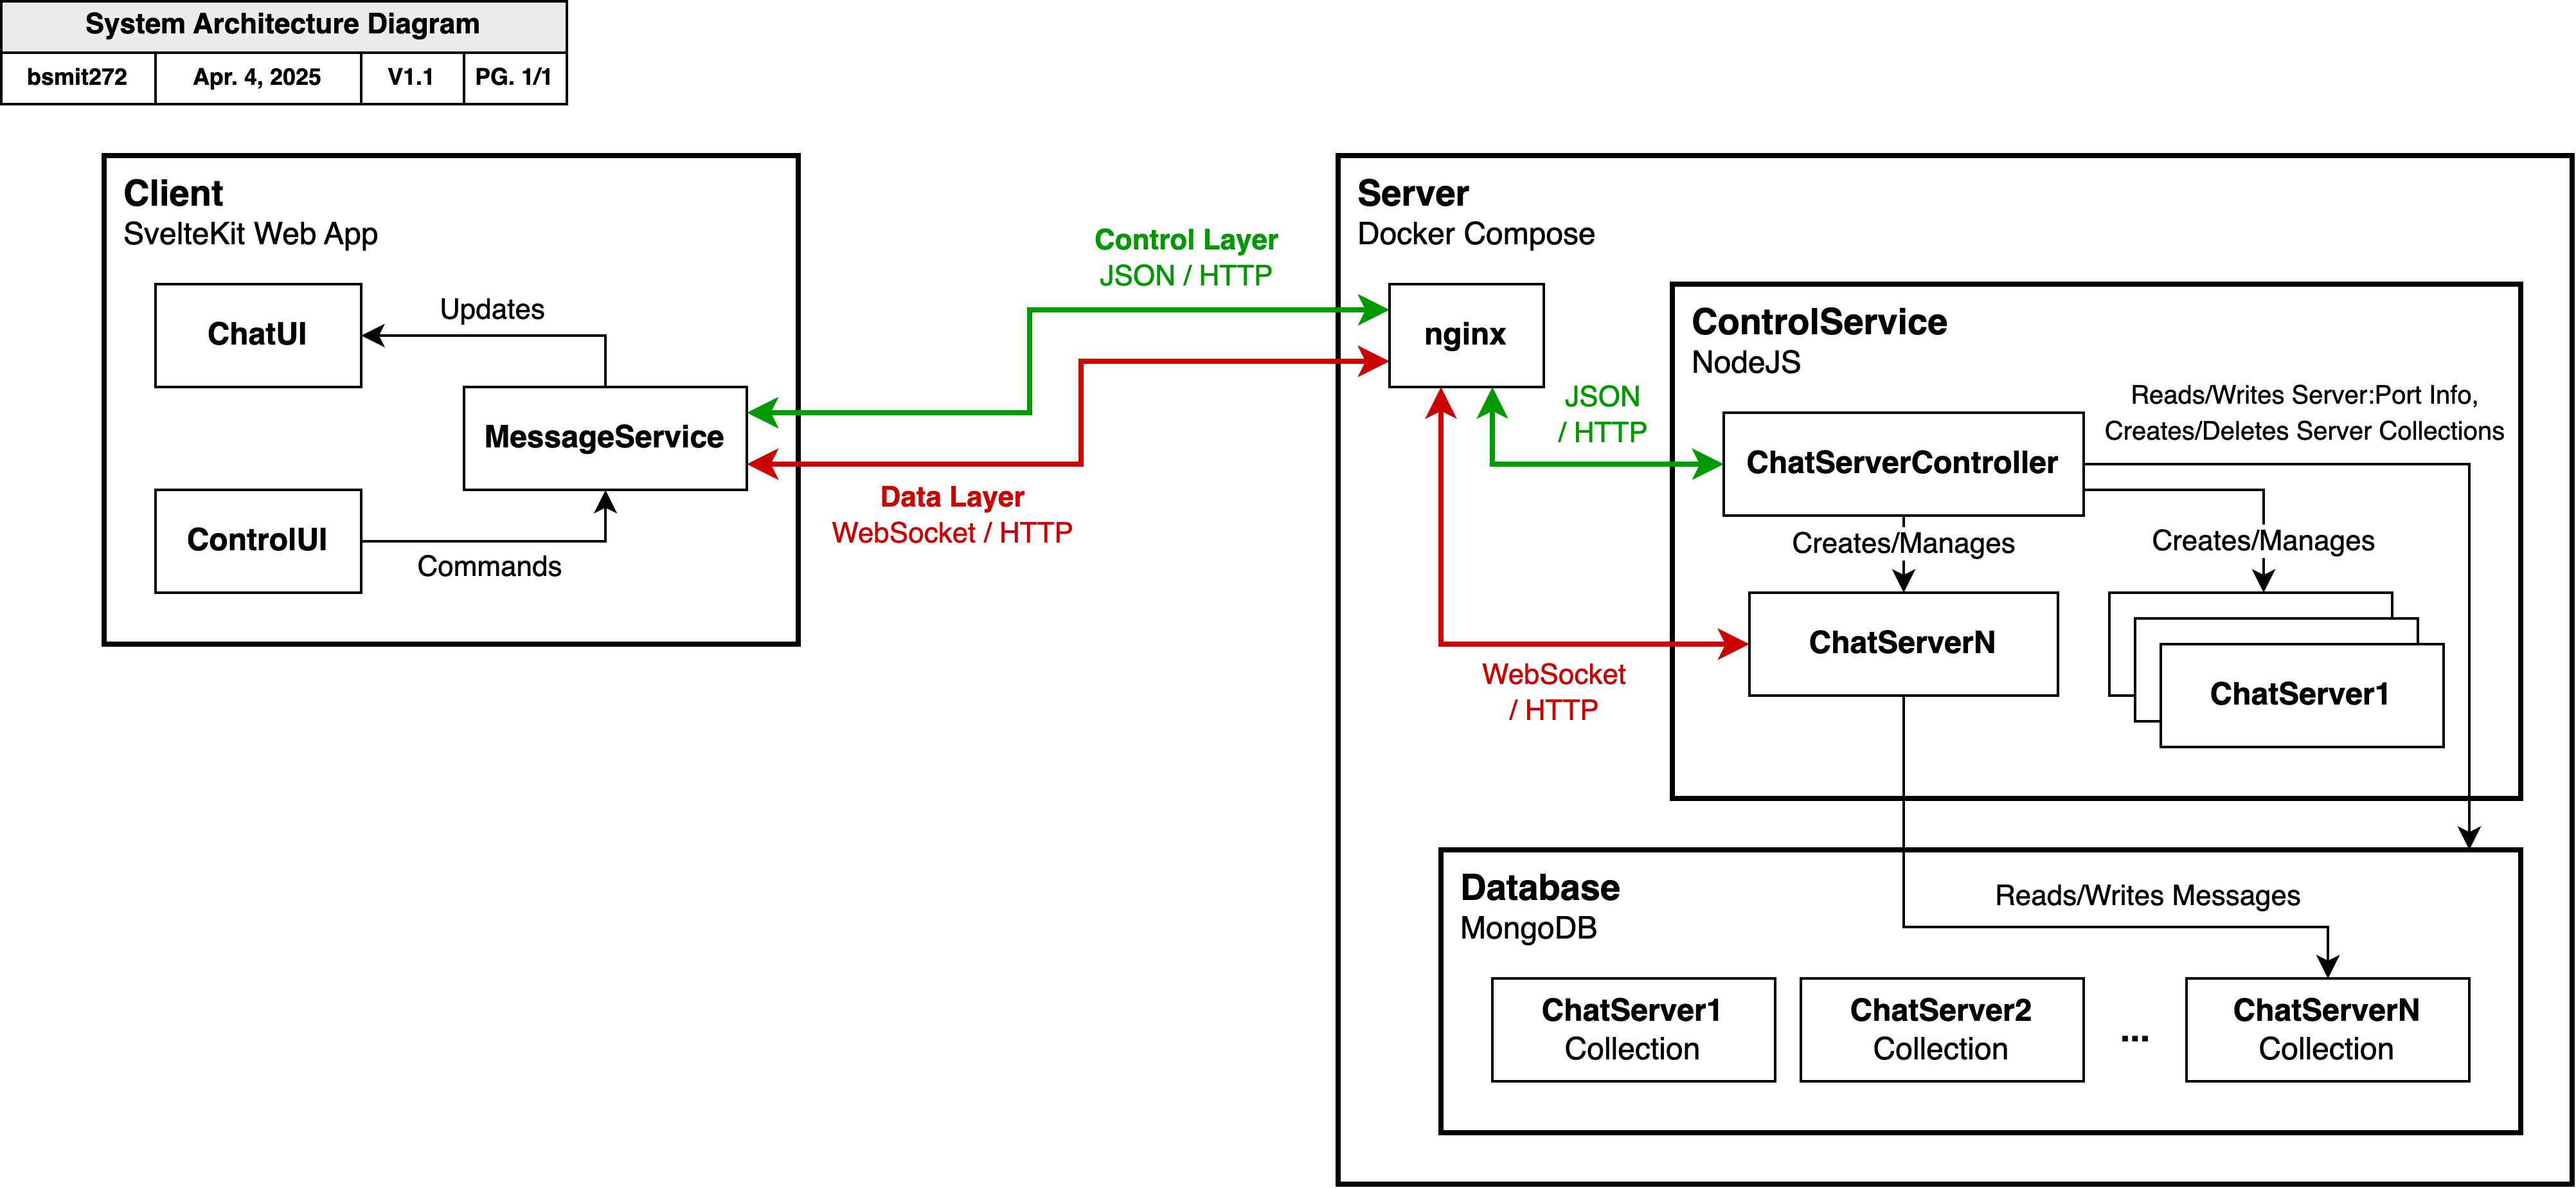 System Architecture Diagram
bsmit272
Apr. 4, 2025
V1.1
PG. 1/1
Client
SvelteKit Web App
ChatUI
Updates
MessageService
ControlUI
Commands
Control Layer
JSON / HTTP
Data Layer
WebSocket / HTTP
Server
Docker Compose
nginx
JSON
/ HTTP
WebSocket
/ HTTP
ControlService
NodeJS
Reads/Writes Server:Port Info,
Creates/Deletes Server Collections
ChatServerController
Creates/Manages
Creates/Manages
ChatServerN
ChatServer1
Database
MongoDB
Reads/Writes Messages
ChatServer1
Collection
ChatServer2
Collection
...
ChatServerN
Collection